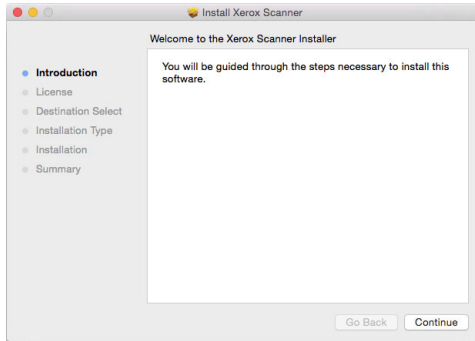 Install Xerox Scanner
Welcome to the Xerox Scanner Installer
Introduction
License
Destination Select
Installation Type
Installation
Summary
You will be guided through the steps necessary to install this
software.
Go Back
Continue